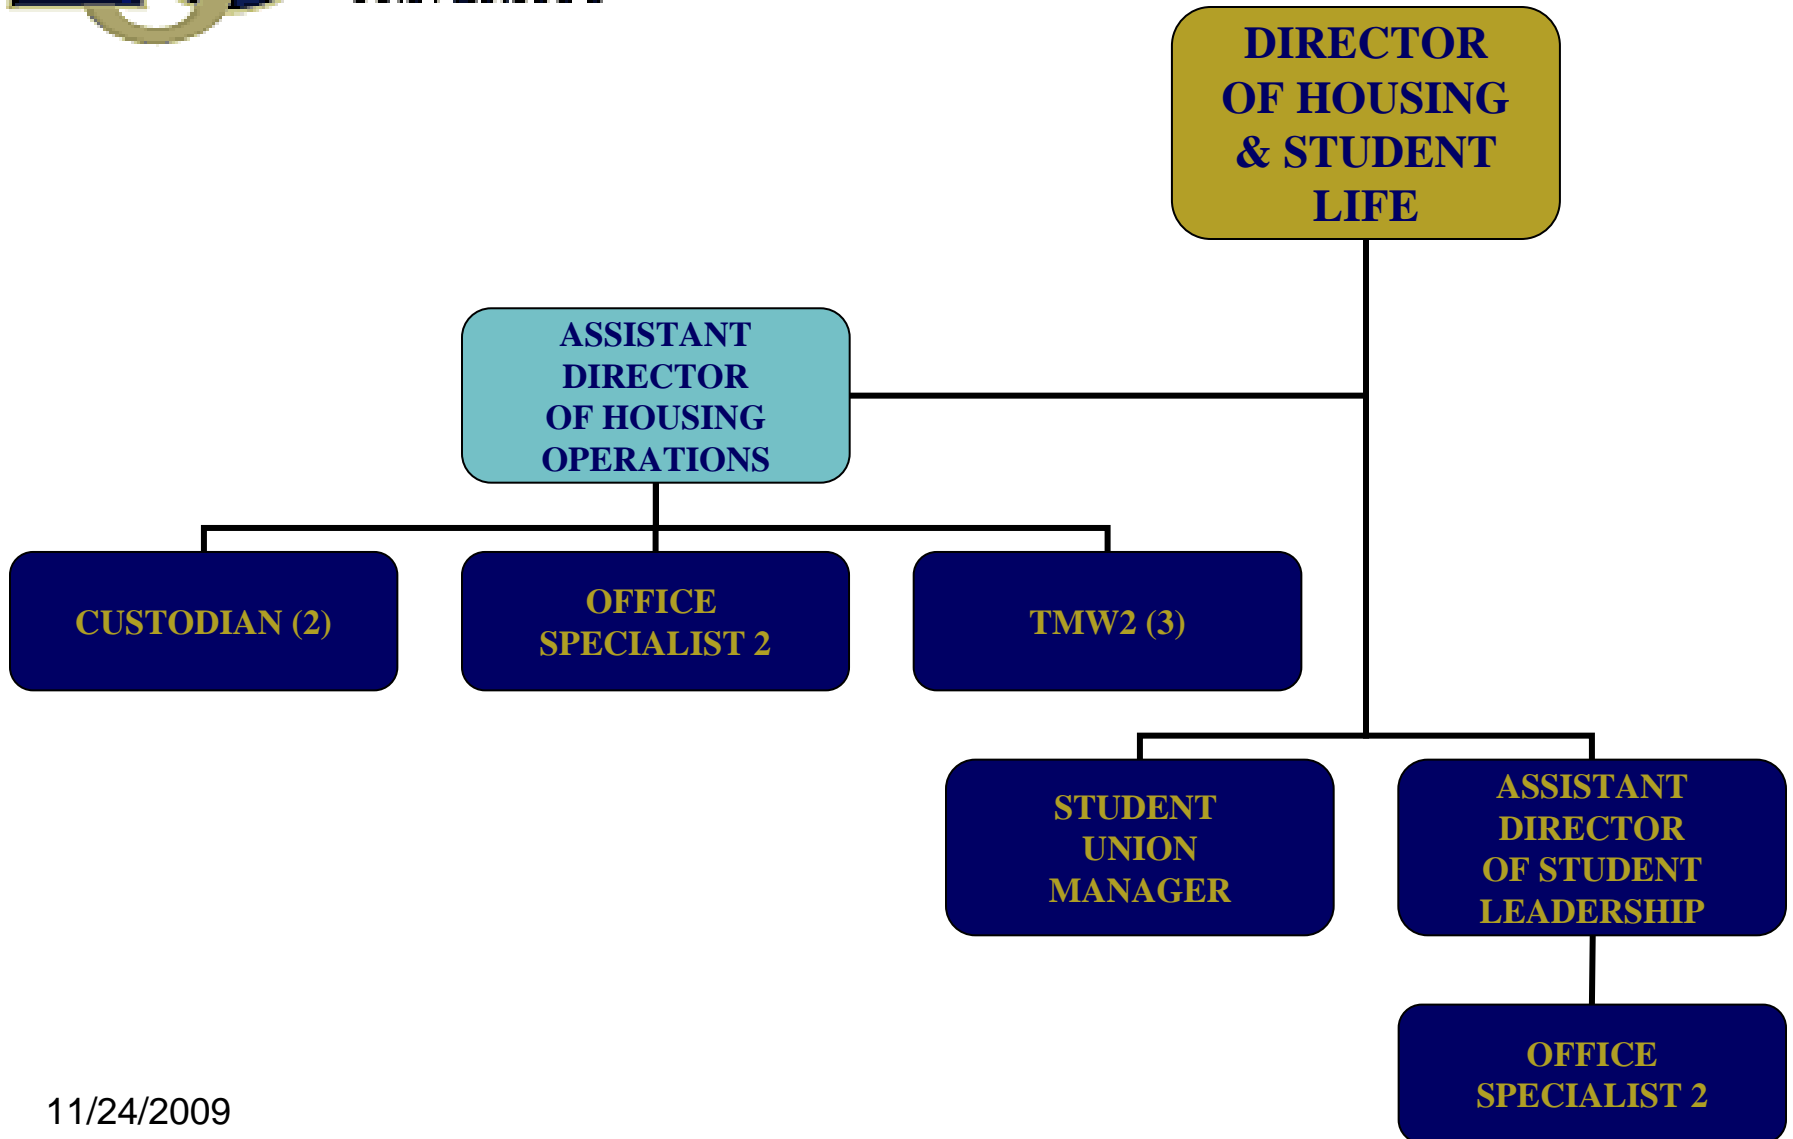 DIRECTOR
OF HOUSING
& STUDENT
LIFE
ASSISTANT
DIRECTOR
OF HOUSING
OPERATIONS
CUSTODIAN (2)
OFFICE
SPECIALIST 2
TMW2 (3)
STUDENT
UNION
MANAGER
ASSISTANT
DIRECTOR
OF STUDENT
LEADERSHIP
OFFICE
SPECIALIST 2
11/24/2009